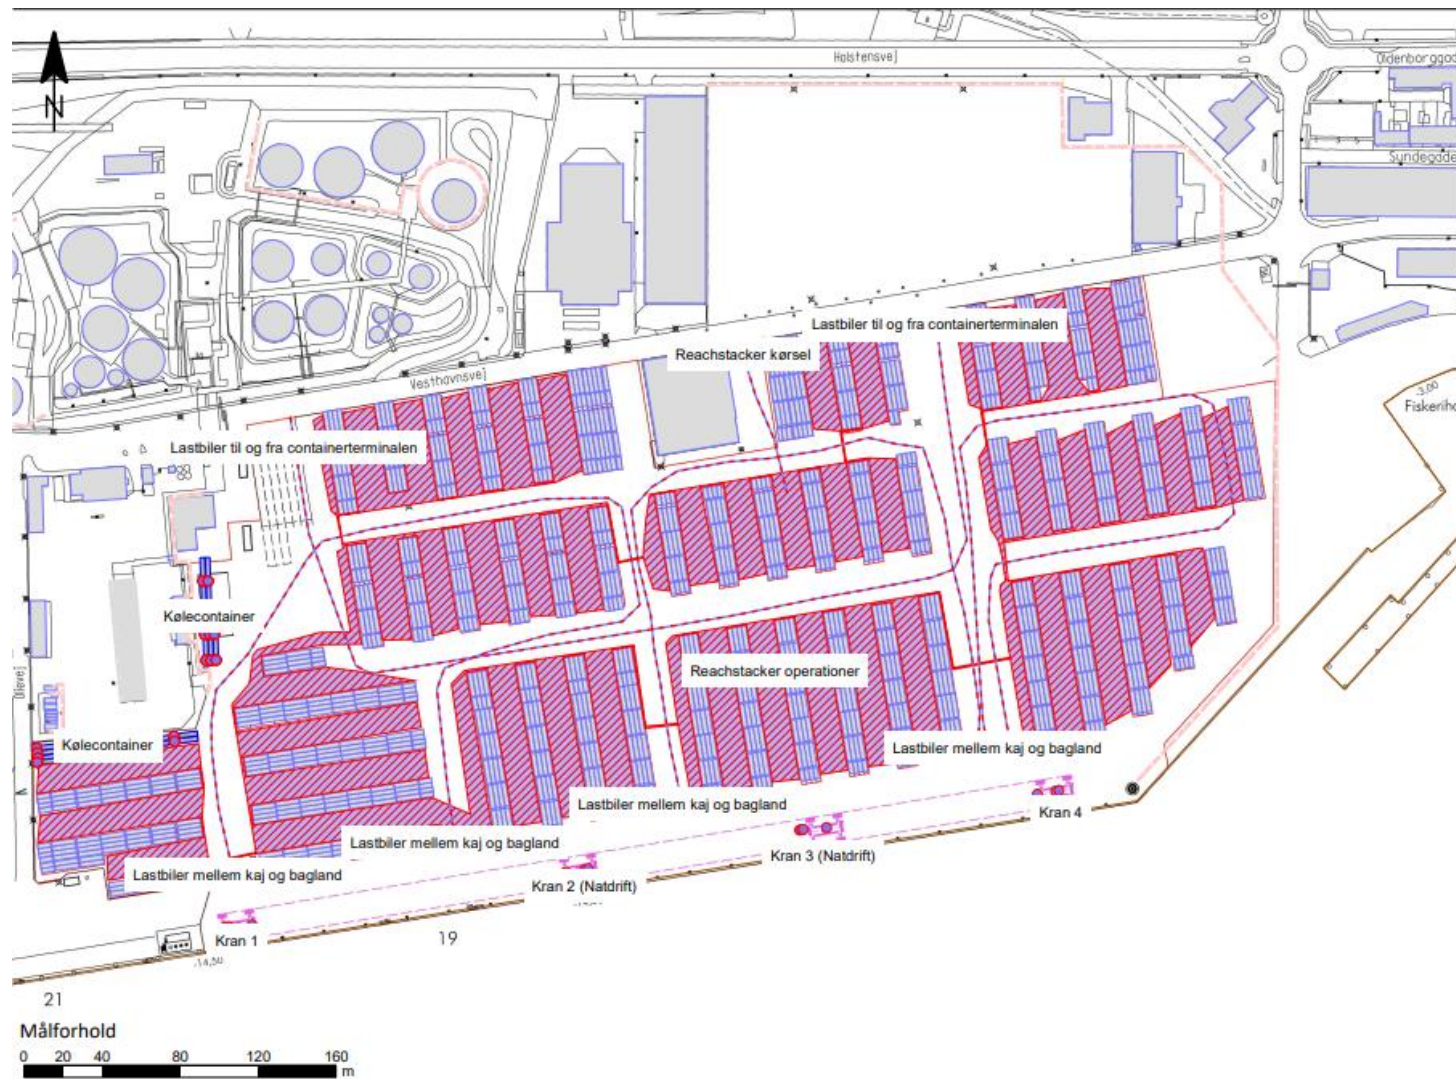 Holstensvej
Oldenborggad
N
Sundegade
Lastbiler til og fra containerterminalen
Reachstacker kørsel
Vesthavnsvej
-3,00
Fiskeriha
Lastbiler til og fra containerterminalen
Kølecontainer
Reachstacker operationer
Olievej
Kølecontainer
Lastbiler mellem kaj og bagland
Lastbiler mellem kaj og bagland
Kran 4
Lastbiler mellem kaj og bagland
Kran 3 (Natdrift)
Lastbiler mellem kaj og bagland
Kran 2 (Natdrift)
Kran 1
19
-14,50
21
Målforhold
0 20 40 80 120 160
m